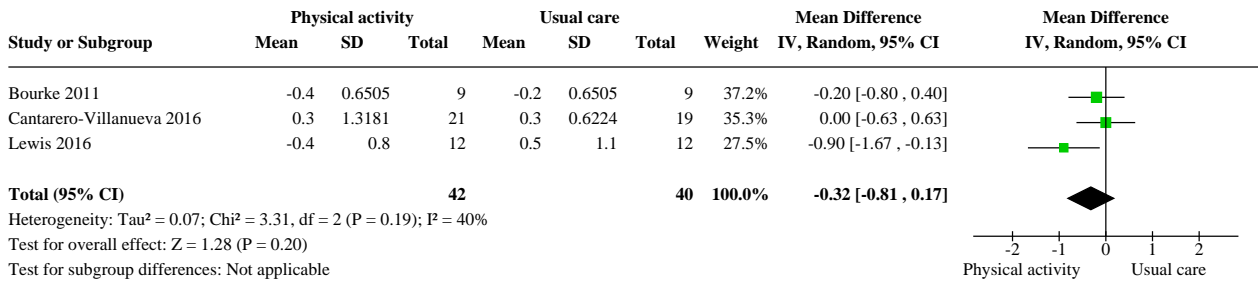 Physical activity Usual care Mean Difference Mean Difference
Study or Subgroup Mean SD Total Mean SD Total Weight IV, Random, 95% CI IV, Random, 95% CI
Bourke 2011 -0.4 0.6505 9 -0.2 0.6505 9 37.2% -0.20 [-0.80 , 0.40]
Cantarero-Villanueva 2016 0.3 1.3181 21 0.3 0.6224 19 35.3% 0.00 [-0.63 , 0.63]
Lewis 2016 -0.4 0.8 12 0.5 1.1 12 27.5% -0.90 [-1.67 , -0.13]
Total (95% CI) 42 40 100.0% -0.32 [-0.81 , 0.17]
Heterogeneity: Tau² = 0.07; Chi² = 3.31, df = 2 (P = 0.19); I² = 40%
Test for overall effect: Z = 1.28 (P = 0.20)
-2 -1 0 1 2
Test for subgroup differences: Not applicable
Physical activity Usual care